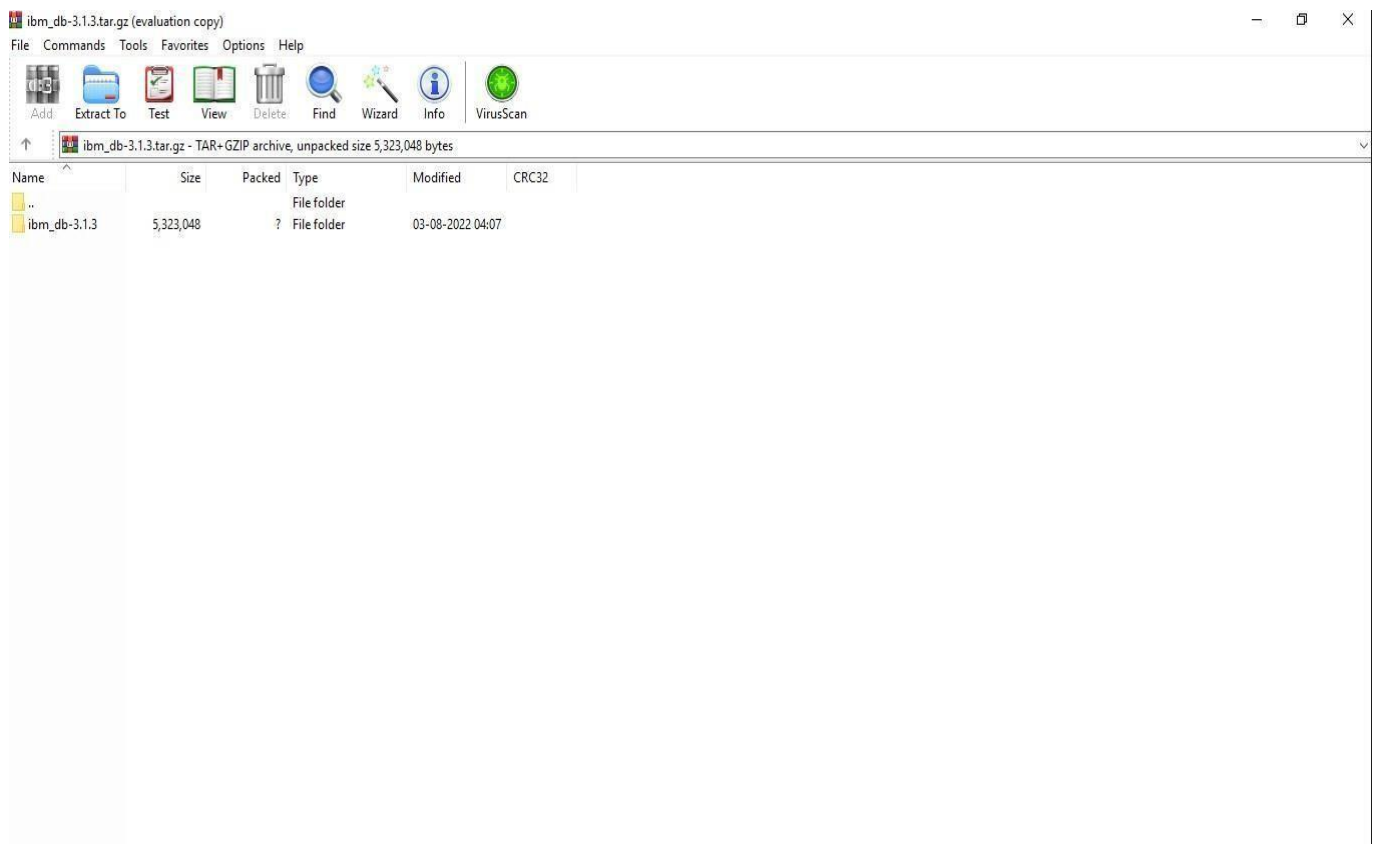 ibm_db-3.1.3.tar.gz (evaluation copy)
File Commands Tools Favorites Options Help
Add Extract To Test View Delete Find Wizard Info VirusScan
ibm_db-3.1.3.tar.gz - TAR+GZIP archive, unpacked size 5,323,048 bytes
Name Size Packed Type Modified CRC32
.. File folder
ibm_db-3.1.3 5,323,048 ? File folder 03-08-2022 04:07